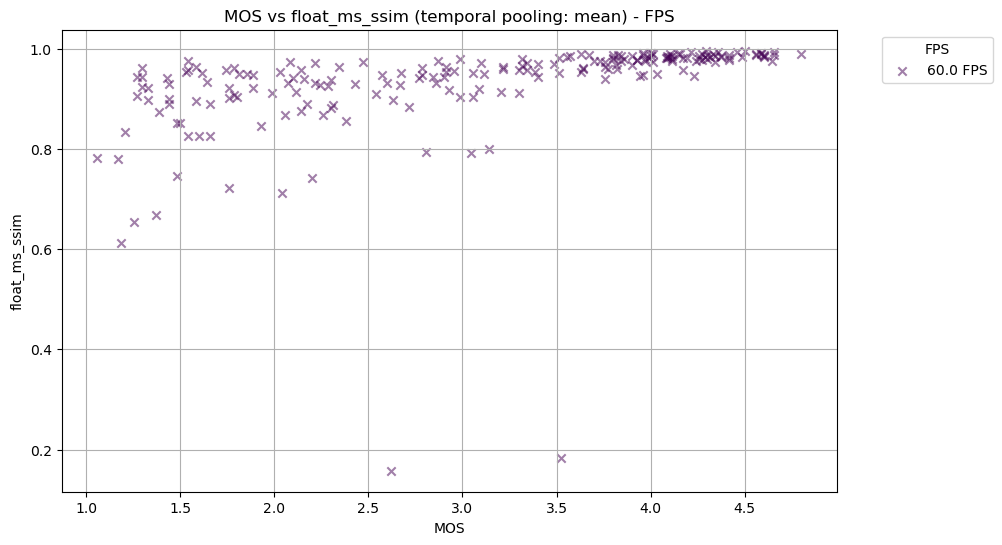 MOS vs float_ms_ssim (temporal pooling: mean) - FPS
FPS
60.0 FPS
float_ms_ssim
1.0
0.8
0.6
0.4
0.2
1.0 1.5 2.0 2.5 3.0 3.5 4.0 4.5
MOS